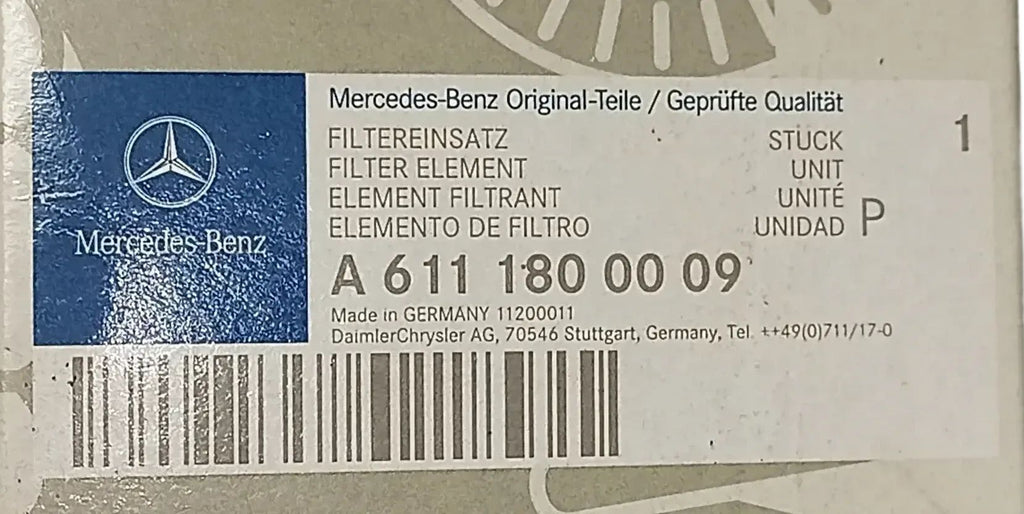 Mercedes-Benz
Mercedes-Benz Original-Teile / Geprüfte Qualität
FILTEREINSATZ STÜCK 1
FILTER ELEMENT UNIT
ELEMENT FILTRANT UNITÉ
ELEMENTO DE FILTRO UNIDAD P
A 611 180 00 09
Made in GERMANY 11200011
DaimlerChrysler AG, 70546 Stuttgart, Germany, Tel. ++49(0)711/17-0